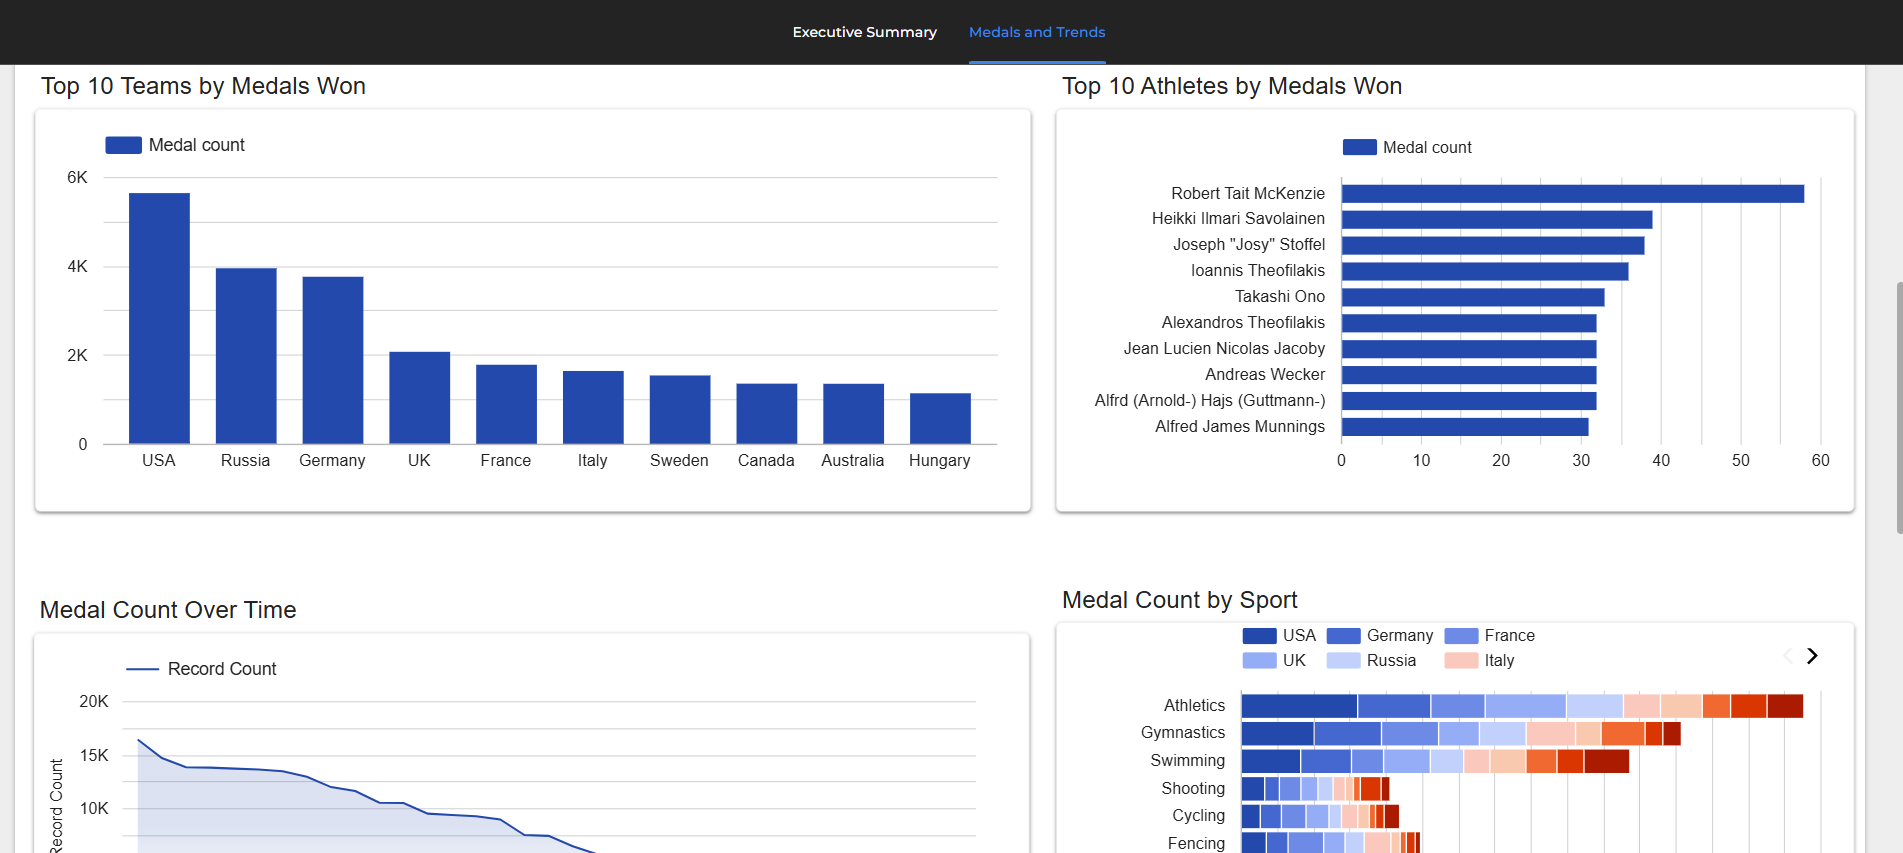 Executive Summary
Medals and Trends
Top 10 Teams by Medals Won
Medal count
6K
4K
2K
0
USA
Russia
Germany
UK
France
Italy
Sweden
Canada
Australia
Hungary
Top 10 Athletes by Medals Won
Medal count
Robert Tait McKenzie
Heikki Ilmari Savolainen
Joseph "Josy" Stoffel
Ioannis Theofilakis
Takashi Ono
Alexandros Theofilakis
Jean Lucien Nicolas Jacoby
Andreas Wecker
Alfrd (Arnold-) Hajs (Guttmann-)
Alfred James Munnings
0
10
20
30
40
50
60
Medal Count Over Time
Record Count
20K
15K
10K
Record Count
Medal Count by Sport
USA
Germany
France
UK
Russia
Italy
Athletics
Gymnastics
Swimming
Shooting
Cycling
Fencing